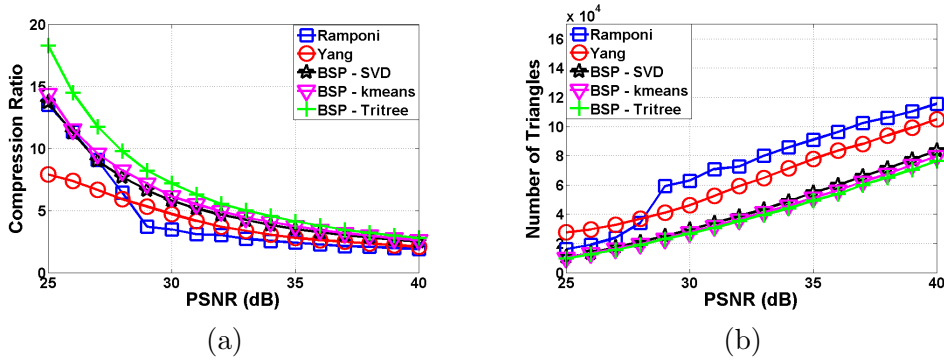 20
15
10
5
0
25
30
35
40
Compression Ratio
PSNR (dB)
Ramponi
Yang
BSP - SVD
BSP - kmeans
BSP - Tritree
(a)
x 10⁴
16
14
12
10
8
6
4
2
0
25
30
35
40
Number of Triangles
PSNR (dB)
Ramponi
Yang
BSP - SVD
BSP - kmeans
BSP - Tritree
(b)